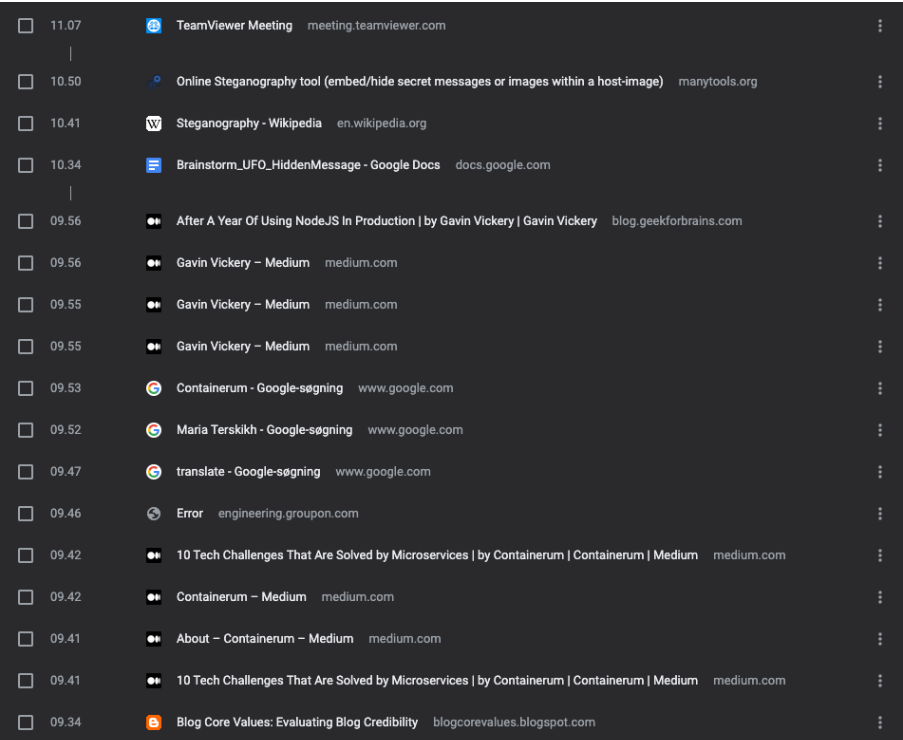 11.07 TeamViewer Meeting meeting.teamviewer.com
10.50 Online Steganography tool (embed/hide secret messages or images within a host-image) manytools.org
10.41 W Steganography - Wikipedia en.wikipedia.org
10.34 Brainstorm_UFO_HiddenMessage - Google Docs docs.google.com
09.56 After A Year Of Using NodeJS In Production | by Gavin Vickery | Gavin Vickery blog.geekforbrains.com
09.56 Gavin Vickery – Medium medium.com
09.55 Gavin Vickery – Medium medium.com
09.55 Gavin Vickery – Medium medium.com
09.53 G Containerum - Google-søgning www.google.com
09.52 G Maria Terskikh - Google-søgning www.google.com
09.47 G translate - Google-søgning www.google.com
09.46 Error engineering.groupon.com
09.42 10 Tech Challenges That Are Solved by Microservices | by Containerum | Containerum | Medium medium.com
09.42 Containerum – Medium medium.com
09.41 About – Containerum – Medium medium.com
09.41 10 Tech Challenges That Are Solved by Microservices | by Containerum | Containerum | Medium medium.com
09.34 B Blog Core Values: Evaluating Blog Credibility blogcorevalues.blogspot.com